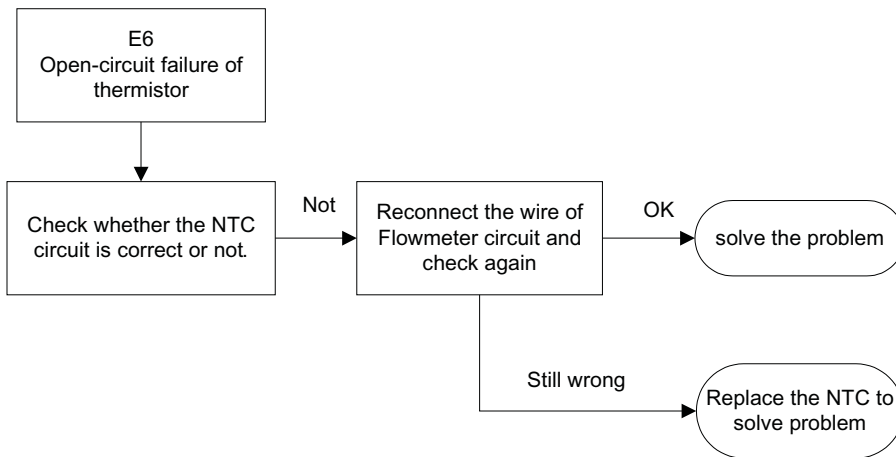 E6
Open-circuit failure of
thermistor
Check whether the NTC
circuit is correct or not.
Not
Reconnect the wire of
Flowmeter circuit and
check again
OK
solve the problem
Still wrong
Replace the NTC to
solve problem